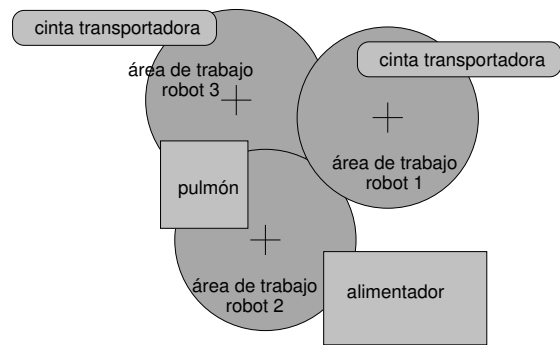 cinta transportadora
cinta transportadora
área de trabajo
robot 3
área de trabajo
robot 1
pulmón
área de trabajo
robot 2
alimentador